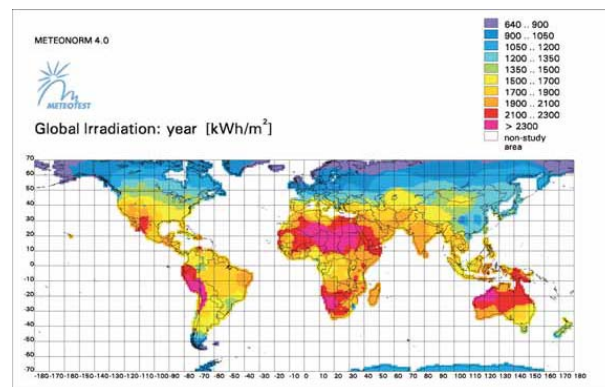 METEONORM 4.0
METEOTEST
Global Irradiation: year [kWh/m²]
640 .. 900
900 .. 1050
1050 .. 1200
1200 .. 1350
1350 .. 1500
1500 .. 1700
1700 .. 1900
1900 .. 2100
2100 .. 2300
> 2300
non-study
area
70
60
50
40
30
20
10
0
-10
-20
-30
-40
-50
-60
-70
-180 -170 -160 -150 -140 -130 -120 -110 -100 -90 -80 -70 -60 -50 -40 -30 -20 -10 0 10 20 30 40 50 60 70 80 90 100 110 120 130 140 150 160 170 180